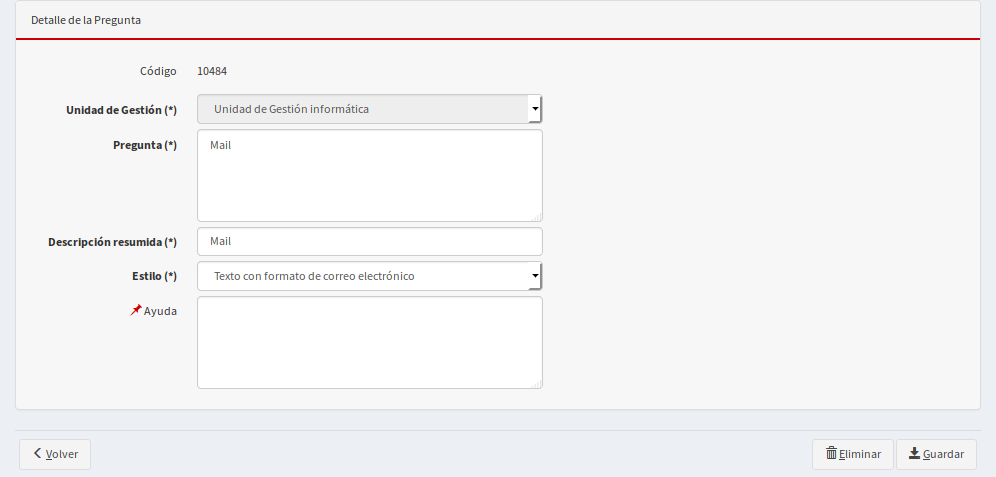 Detalle de la Pregunta
Código 10484
Unidad de Gestión (*) Unidad de Gestión informática
Pregunta (*) Mail
Descripción resumida (*) Mail
Estilo (*) Texto con formato de correo electrónico
Ayuda
Volver Eliminar Guardar